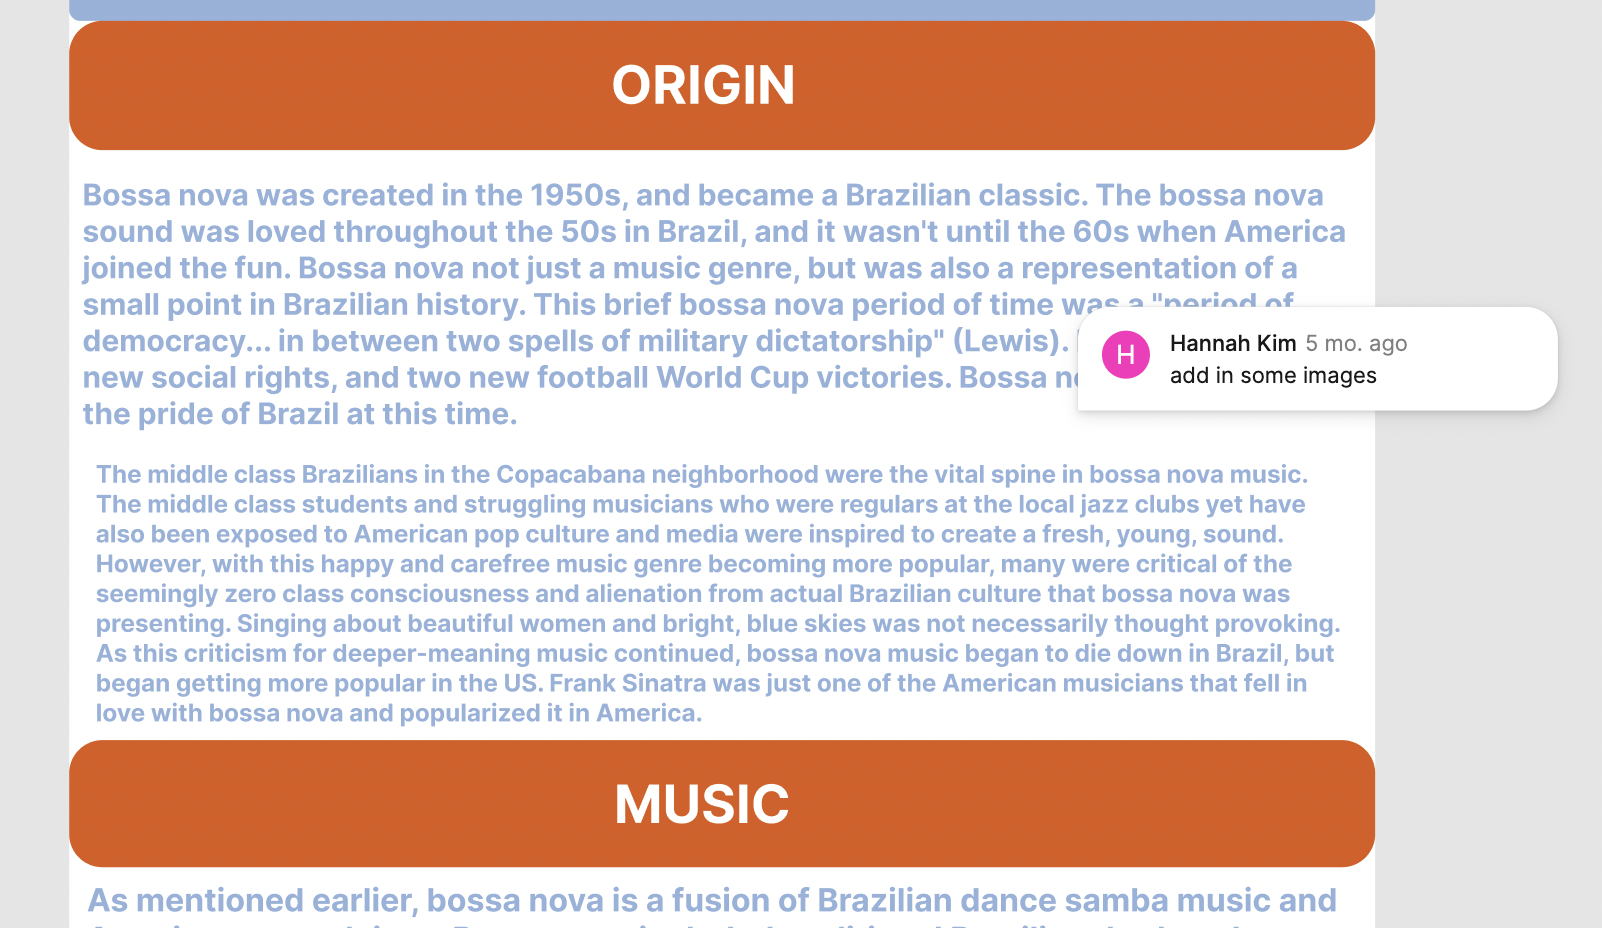 ORIGIN
Bossa nova was created in the 1950s, and became a Brazilian classic. The bossa nova
sound was loved throughout the 50s in Brazil, and it wasn't until the 60s when America
joined the fun. Bossa nova not just a music genre, but was also a representation of a
small point in Brazilian history. This brief bossa nova period of time was a "period of
democracy... in between two spells of military dictatorship" (Lewis).
new social rights, and two new football World Cup victories. Bossa
the pride of Brazil at this time.
H
Hannah Kim 5 mo. ago
add in some images
The middle class Brazilians in the Copacabana neighborhood were the vital spine in bossa nova music.
The middle class students and struggling musicians who were regulars at the local jazz clubs yet have
also been exposed to American pop culture and media were inspired to create a fresh, young, sound.
However, with this happy and carefree music genre becoming more popular, many were critical of the
seemingly zero class consciousness and alienation from actual Brazilian culture that bossa nova was
presenting. Singing about beautiful women and bright, blue skies was not necessarily thought provoking.
As this criticism for deeper-meaning music continued, bossa nova music began to die down in Brazil, but
began getting more popular in the US. Frank Sinatra was just one of the American musicians that fell in
love with bossa nova and popularized it in America.
MUSIC
As mentioned earlier, bossa nova is a fusion of Brazilian dance samba music and